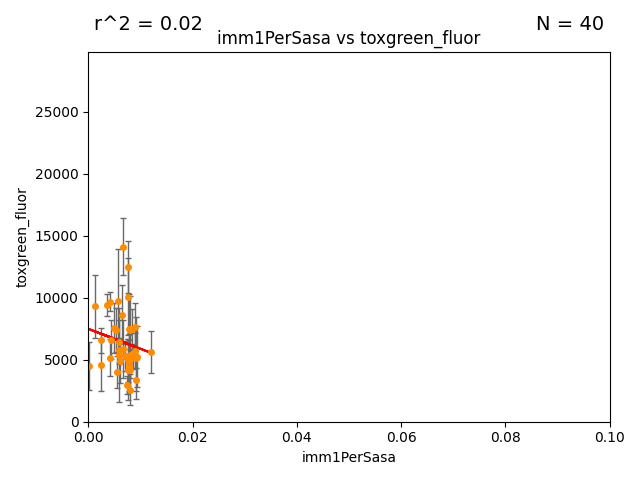 r^2 = 0.02
N = 40
imm1PerSasa vs toxgreen_fluor
25000
20000
15000
10000
5000
0
toxgreen_fluor
0.00 0.02 0.04 0.06 0.08 0.10
imm1PerSasa